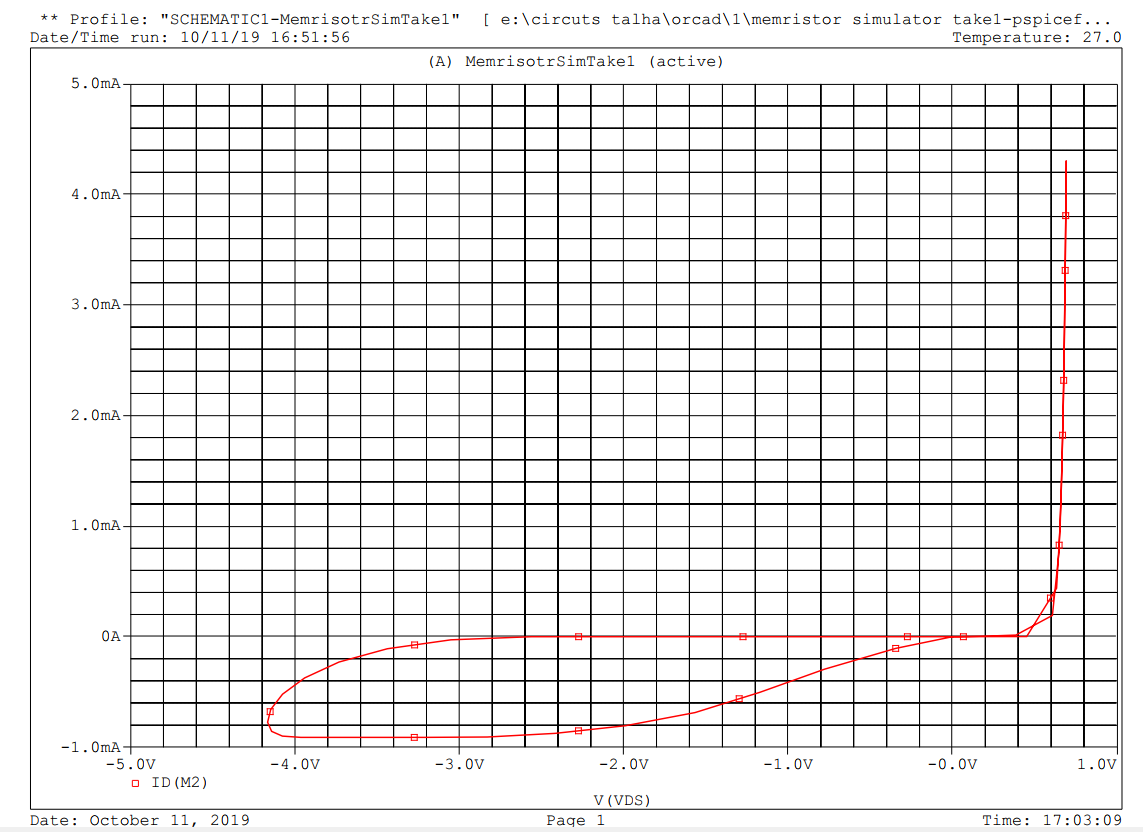 ** Profile: "SCHEMATIC1-MemrisotrSimTake1"  [ e:\circuts talha\orcad\1\memristor simulator take1-pspicef...
Date/Time run: 10/11/19 16:51:56 Temperature: 27.0
(A) MemrisotrSimTake1 (active)
5.0mA
4.0mA
3.0mA
2.0mA
1.0mA
0A
-1.0mA
-5.0V -4.0V -3.0V -2.0V -1.0V -0.0V 1.0V
ID(M2)
V(VDS)
Date: October 11, 2019 Page 1 Time: 17:03:09